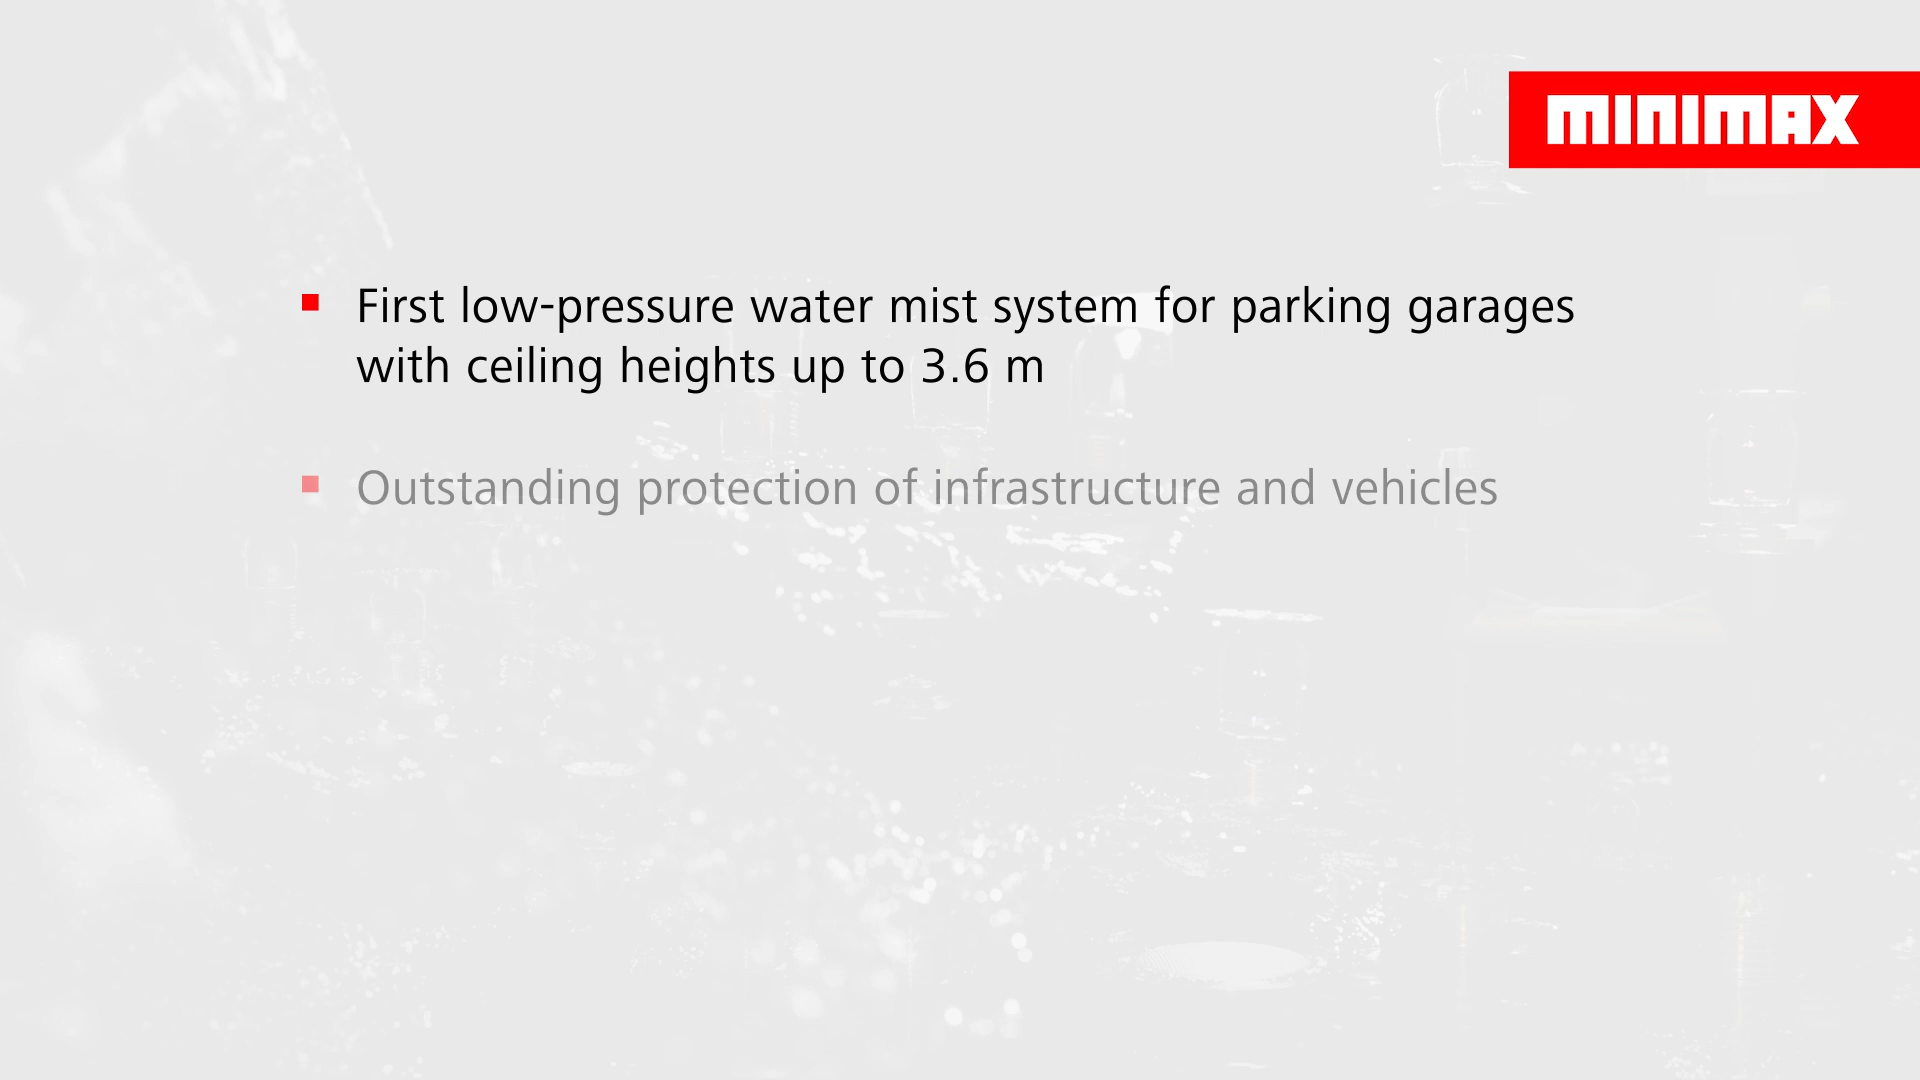 MINIMAX
First low-pressure water mist system for parking garages
with ceiling heights up to 3.6 m
Outstanding protection of infrastructure and vehicles